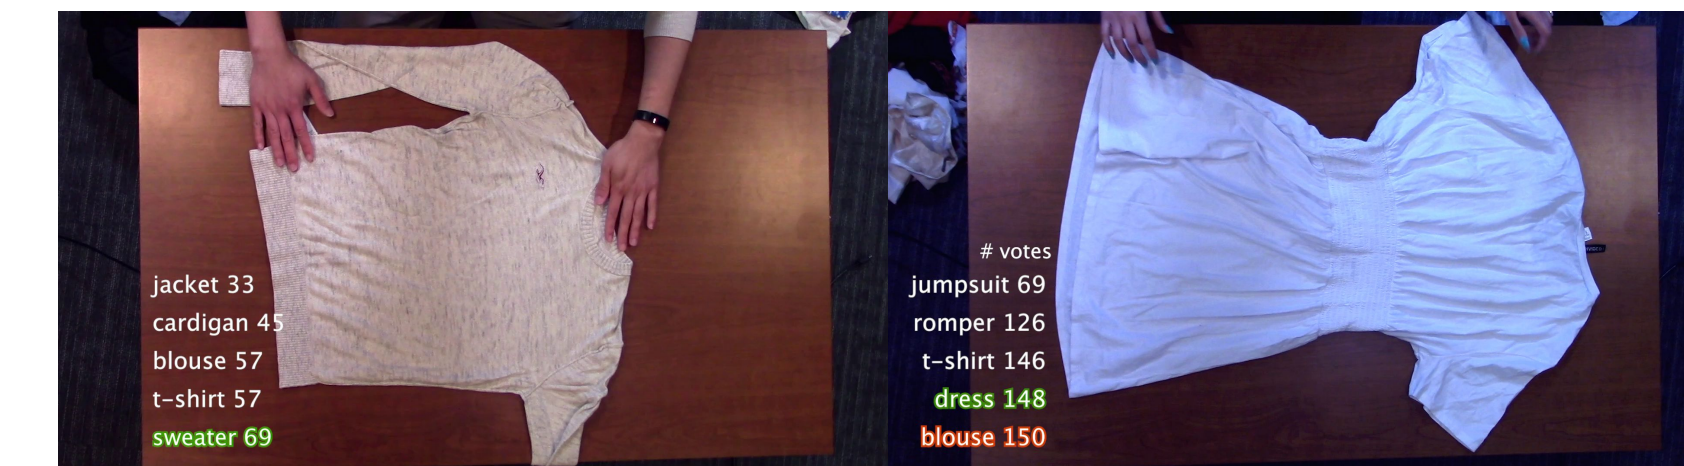 jacket 33
cardigan 45
blouse 57
t-shirt 57
sweater 69
# votes
jumpsuit 69
romper 126
t-shirt 146
dress 148
blouse 150